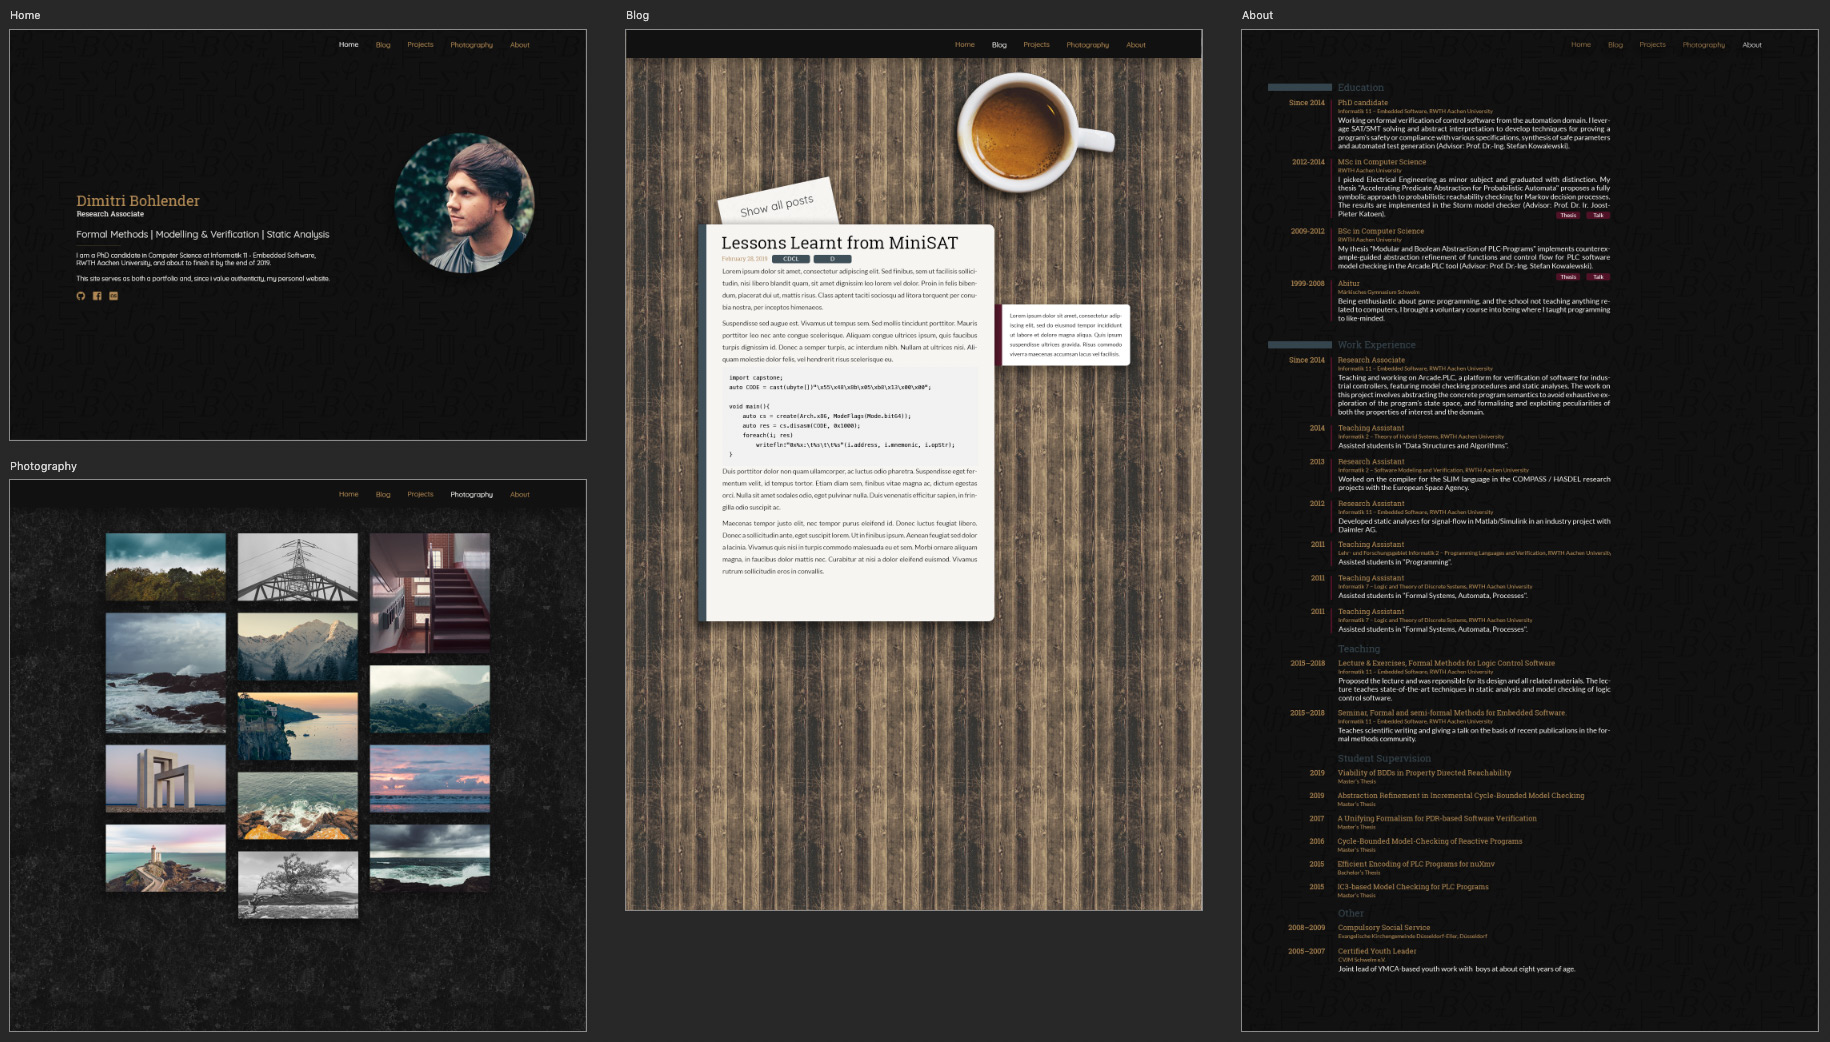 Home
Home Blog Projects Photography About
Dimitri Bohlender
Research Associate
Formal Methods | Modelling & Verification | Static Analysis
I am a PhD candidate in Computer Science at Informatik 11 - Embedded Software,
RWTH Aachen University, and about to finish it by the end of 2019.
This site serves as both a portfolio and, since i value authenticity, my personal website.
Photography
Home Blog Projects Photography About
Blog
Home Blog Projects Photography About
Show all posts
Lessons Learnt from MiniSAT
February 28, 2019 CDCL D
Lorem ipsum dolor sit amet, consectetur adipiscing elit. Sed finibus, sem ut facilisis sollici-
tudin, nisi libero blandit quam, sit amet dignissim leo lorem vel dolor. Proin in felis biben-
dum, placerat dui ut, mattis risus. Class aptent taciti sociosqu ad litora torquent per conu-
bia nostra, per inceptos himenaeos.
Suspendisse sed augue est. Vivamus ut tempus sem. Sed mollis tincidunt porttitor. Mauris
porttitor leo nec ante congue scelerisque. Aliquam congue ultrices ipsum, quis faucibus
turpis dignissim id. Donec a semper turpis, ac interdum nibh. Nullam at ultrices nisi. Ali-
quam molestie dolor felis, vel hendrerit risus scelerisque eu.
import capstone;
auto CODE = cast(ubyte[])"\x55\x48\x8b\x05\xb8\x13\x00\x00";
void main(){
auto cs = create(Arch.x86, ModeFlags(Mode.bit64));
auto res = cs.disasm(CODE, 0x1000);
foreach(i; res)
writefln!"0x%x:\t%s\t\t%s"(i.address, i.mnemonic, i.opStr);
}
Duis porttitor dolor non quam ullamcorper, ac luctus odio pharetra. Suspendisse eget fer-
mentum velit, id tempus tortor. Etiam diam sem, finibus vitae magna ac, dictum egestas
orci. Nulla sit amet sodales odio, eget pulvinar nulla. Duis venenatis efficitur sapien, in frin-
gilla odio suscipit ac.
Maecenas tempor justo elit, nec tempor purus eleifend id. Donec luctus feugiat libero.
Donec a sollicitudin ante, eget suscipit lorem. Ut in finibus ipsum. Aenean feugiat sed dolor
a lacinia. Vivamus quis nisi in turpis commodo malesuada eu et sem. Morbi ornare aliquam
magna, in faucibus dolor mattis nec. Curabitur at nisi a dolor eleifend euismod. Vivamus
rutrum sollicitudin eros in convallis.
Lorem ipsum dolor sit amet, consectetur adip-
iscing elit, sed do eiusmod tempor incididunt
ut labore et dolore magna aliqua. Quis ipsum
suspendisse ultrices gravida. Risus commodo
viverra maecenas accumsan lacus vel facilisis.
About
Home Blog Projects Photography About
Education
Since 2014 PhD candidate
Informatik 11 – Embedded Software, RWTH Aachen University
Working on formal verification of control software from the automation domain. I lever-
age SAT/SMT solving and abstract interpretation to develop techniques for proving a
program's safety or compliance with various specifications, synthesis of safe parameters
and automated test generation (Advisor: Prof. Dr.-Ing. Stefan Kowalewski).
2012-2014 MSc in Computer Science
RWTH Aachen University
I picked Electrical Engineering as minor subject and graduated with distinction. My
thesis "Accelerating Predicate Abstraction for Probabilistic Automata" proposes a fully
symbolic approach to probabilistic reachability checking for Markov decision processes.
The results are implemented in the Storm model checker (Advisor: Prof. Dr. Ir. Joost-
Pieter Katoen). Thesis Talk
2009-2012 BSc in Computer Science
RWTH Aachen University
My thesis "Modular and Boolean Abstraction of PLC-Programs" implements counterex-
ample-guided abstraction refinement of functions and control flow for PLC software
model checking in the Arcade.PLC tool (Advisor: Prof. Dr.-Ing. Stefan Kowalewski).
Thesis Talk
1999-2008 Abitur
Märkisches Gymnasium Schwelm
Being enthusiastic about game programming, and the school not teaching anything re-
lated to computers, I brought a voluntary course into being where I taught programming
to like-minded.
Work Experience
Since 2014 Research Associate
Informatik 11 – Embedded Software, RWTH Aachen University
Teaching and working on Arcade.PLC, a platform for verification of software for indus-
trial controllers, featuring model checking procedures and static analyses. The work on
this project involves abstracting the concrete program semantics to avoid exhaustive ex-
ploration of the program's state space, and formalising and exploiting peculiarities of
both the properties of interest and the domain.
2014 Teaching Assistant
Informatik 2 – Theory of Hybrid Systems, RWTH Aachen University
Assisted students in "Data Structures and Algorithms".
2013 Research Assistant
Informatik 2 – Software Modeling and Verification, RWTH Aachen University
Worked on the compiler for the SLIM language in the COMPASS / HASDEL research
projects with the European Space Agency.
2012 Research Assistant
Informatik 11 – Embedded Software, RWTH Aachen University
Developed static analyses for signal-flow in Matlab/Simulink in an industry project with
Daimler AG.
2011 Teaching Assistant
Lehr- und Forschungsgebiet Informatik 2 – Programming Languages and Verification, RWTH Aachen University
Assisted students in "Programming".
2011 Teaching Assistant
Informatik 7 – Logic and Theory of Discrete Systems, RWTH Aachen University
Assisted students in "Formal Systems, Automata, Processes".
2011 Teaching Assistant
Informatik 7 – Logic and Theory of Discrete Systems, RWTH Aachen University
Assisted students in "Formal Systems, Automata, Processes".
Teaching
2015–2018 Lecture & Exercises, Formal Methods for Logic Control Software
Informatik 11 – Embedded Software, RWTH Aachen University
Proposed the lecture and was reponsible for its design and all related materials. The lec-
ture teaches state-of-the-art techniques in static analysis and model checking of logic
control software.
2015–2018 Seminar, Formal and semi-formal Methods for Embedded Software.
Informatik 11 – Embedded Software, RWTH Aachen University
Teaches scientific writing and giving a talk on the basis of recent publications in the for-
mal methods community.
Student Supervision
2019 Viability of BDDs in Property Directed Reachability
Master's Thesis
2019 Abstraction Refinement in Incremental Cycle-Bounded Model Checking
Master's Thesis
2017 A Unifying Formalism for PDR-based Software Verification
Master's Thesis
2016 Cycle-Bounded Model-Checking of Reactive Programs
Master's Thesis
2015 Efficient Encoding of PLC Programs for nuXmv
Bachelor's Thesis
2015 IC3-based Model Checking for PLC Programs
Master's Thesis
Other
2008–2009 Compulsory Social Service
Evangelische Kirchengemeinde Düsseldorf-Eller, Düsseldorf
2005–2007 Certified Youth Leader
CVJM Schwelm e.V.
Joint lead of YMCA-based youth work with boys at about eight years of age.